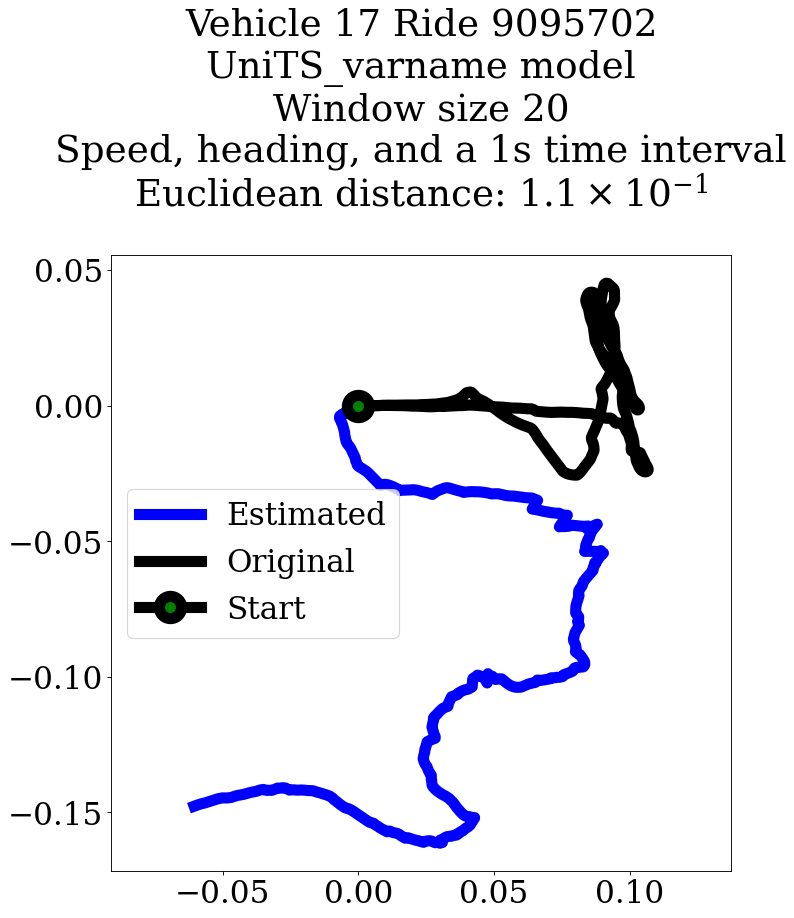 Vehicle 17 Ride 9095702
UniTS_varname model
Window size 20
Speed, heading, and a 1s time interval
Euclidean distance: 1.1 × 10⁻¹
0.05
0.00
−0.05
−0.10
−0.15
Estimated
Original
Start
−0.05 0.00 0.05 0.10